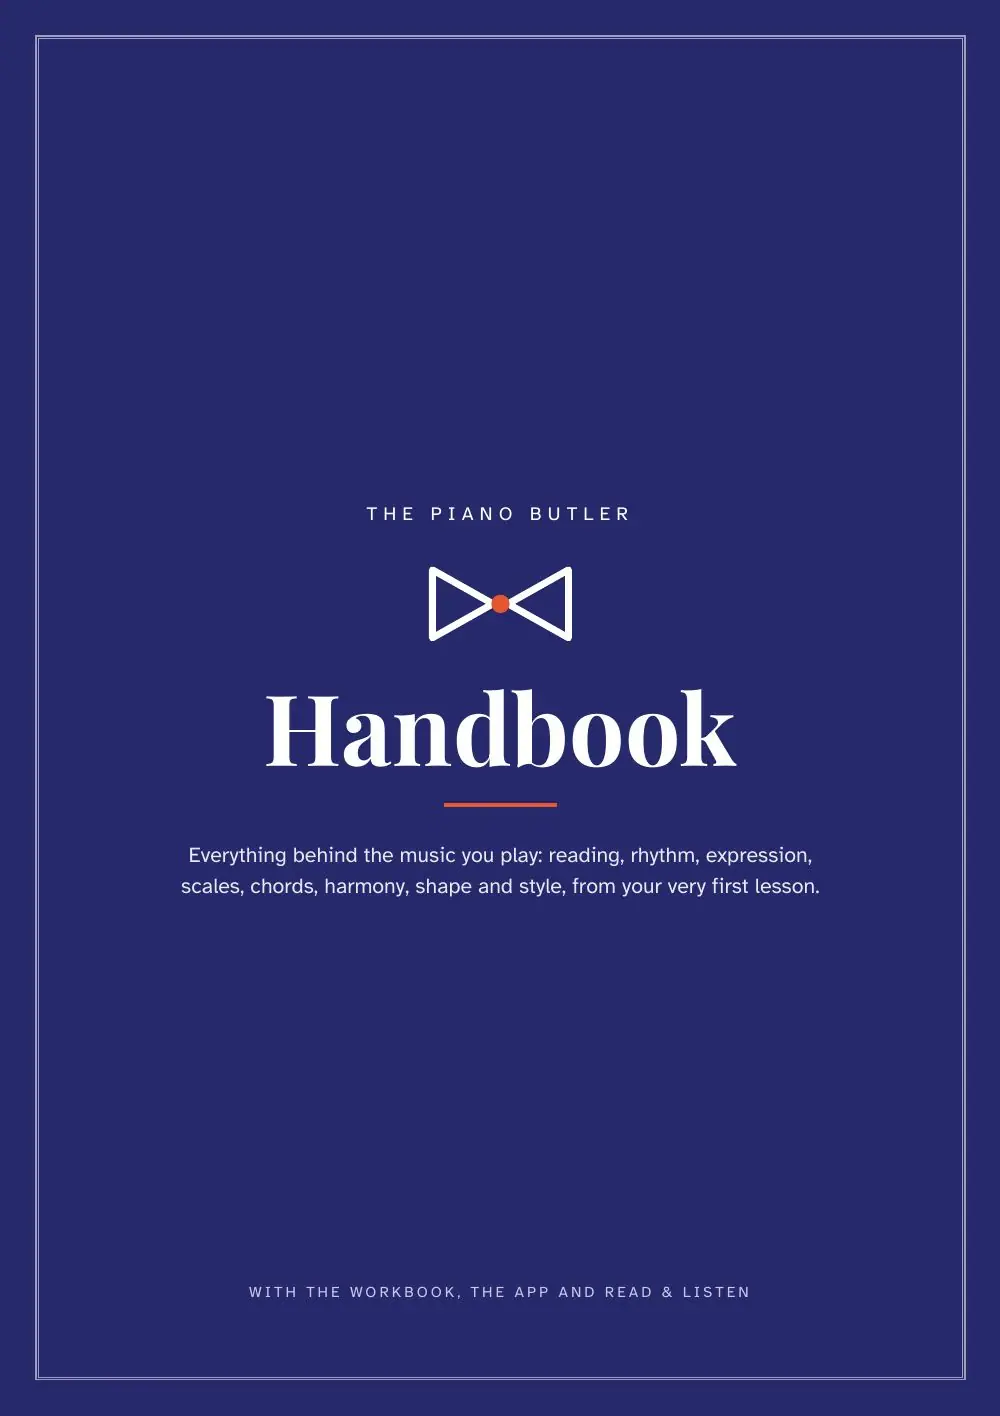 THE PIANO BUTLER
Handbook
Everything behind the music you play: reading, rhythm, expression,
scales, chords, harmony, shape and style, from your very first lesson.
WITH THE WORKBOOK, THE APP AND READ & LISTEN